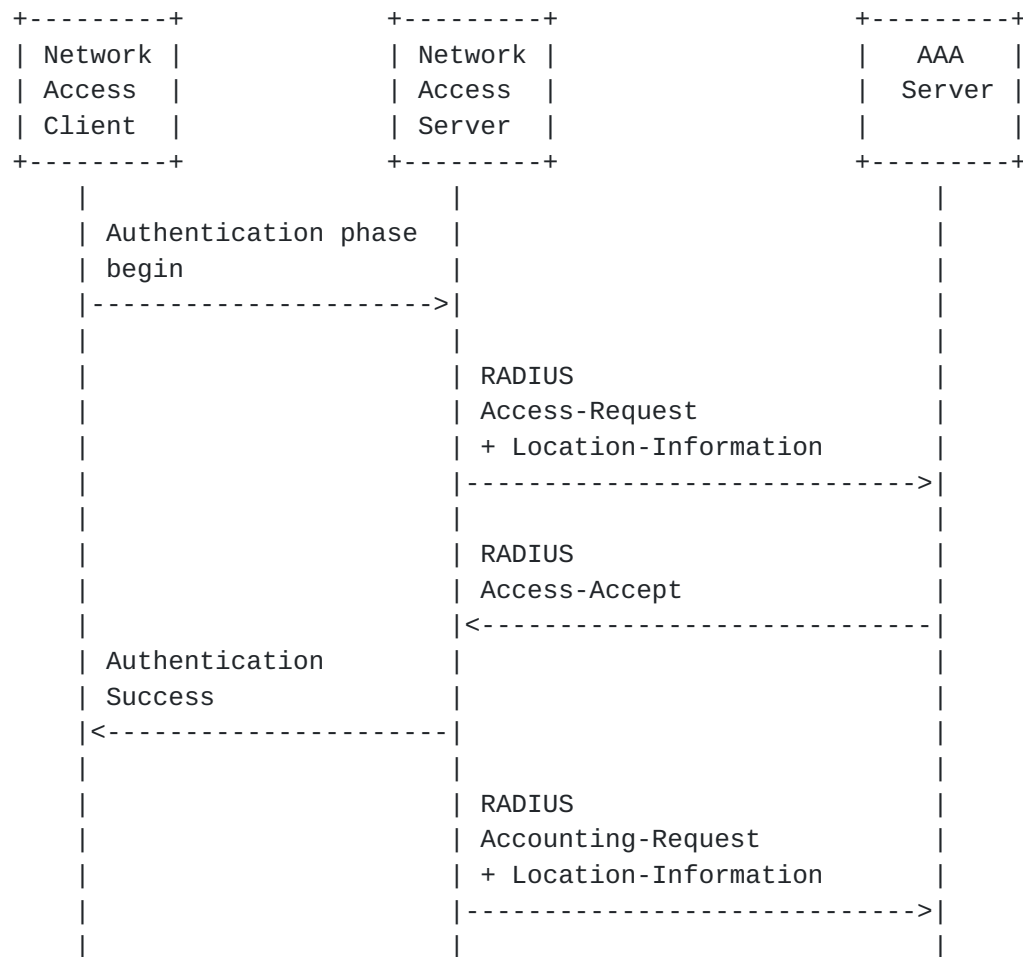 +---------+             +---------+                   +---------+
| Network |             | Network |                   |   AAA   |
| Access  |             | Access  |                   |  Server |
| Client  |             | Server  |                   |         |
+---------+             +---------+                   +---------+
    |                       |                              |
    | Authentication phase  |                              |
    | begin                 |                              |
    |---------------------->|                              |
    |                       |                              |
    |                       | RADIUS                       |
    |                       | Access-Request               |
    |                       | + Location-Information       |
    |                       |----------------------------->|
    |                       |                              |
    |                       | RADIUS                       |
    |                       | Access-Accept                |
    |                       |<-----------------------------|
    | Authentication        |                              |
    | Success               |                              |
    |<----------------------|                              |
    |                       |                              |
    |                       | RADIUS                       |
    |                       | Accounting-Request           |
    |                       | + Location-Information       |
    |                       |----------------------------->|
    |                       |                              |